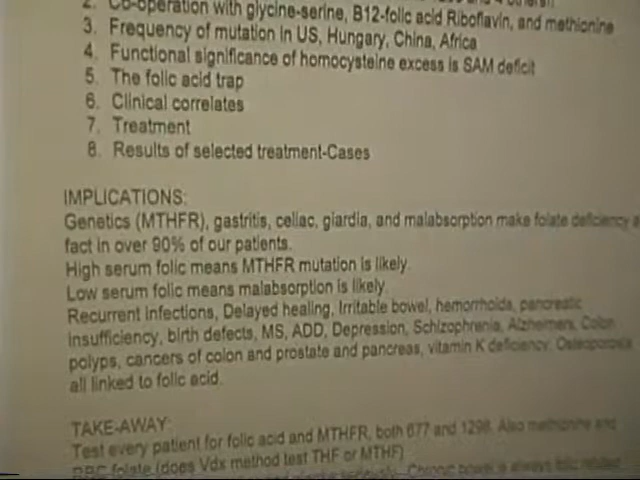 2. Co-operation with glycine-serine, B12-folic acid Riboflavin, and methionine
3. Frequency of mutation in US, Hungary, China, Africa
4. Functional significance of homocysteine excess is SAM deficit
5. The folic acid trap
6. Clinical correlates
7. Treatment
8. Results of selected treatment-Cases
IMPLICATIONS:
Genetics (MTHFR), gastritis, celiac, giardia, and malabsorption make folate deficiency a
fact in over 90% of our patients.
High serum folic means MTHFR mutation is likely.
Low serum folic means malabsorption is likely.
Recurrent infections, Delayed healing, Irritable bowel, hemorrhoids, pancreatic
insufficiency, birth defects, MS, ADD, Depression, Schizophrenia, Alzhemers, Colon
polyps, cancers of colon and prostate and pancreas, vitamin K deficiency. Osteoporosis
all linked to folic acid.
TAKE-AWAY:
Test every patient for folic acid and MTHFR, both 677 and 1298. Also methionine and
RBC folate (does Vdx method test THF or MTHF)
Chronic bowel is always folic related